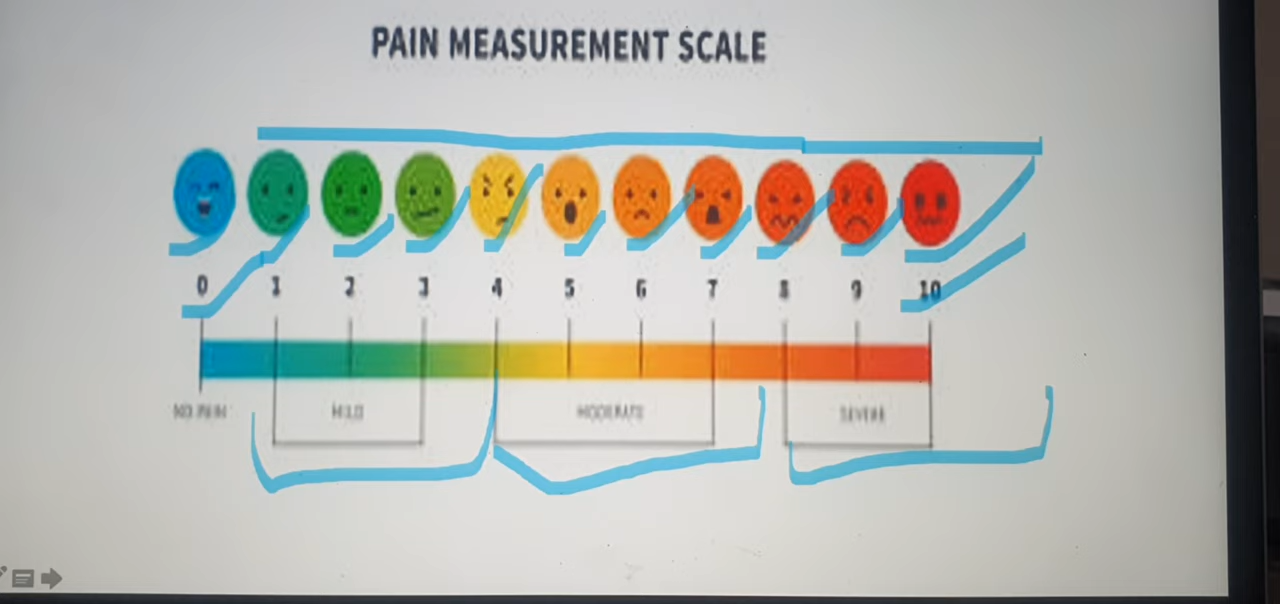 PAIN MEASUREMENT SCALE
0 1 2 3 4 5 6 7 8 9 10
NO PAIN MILD MODERATE SEVERE